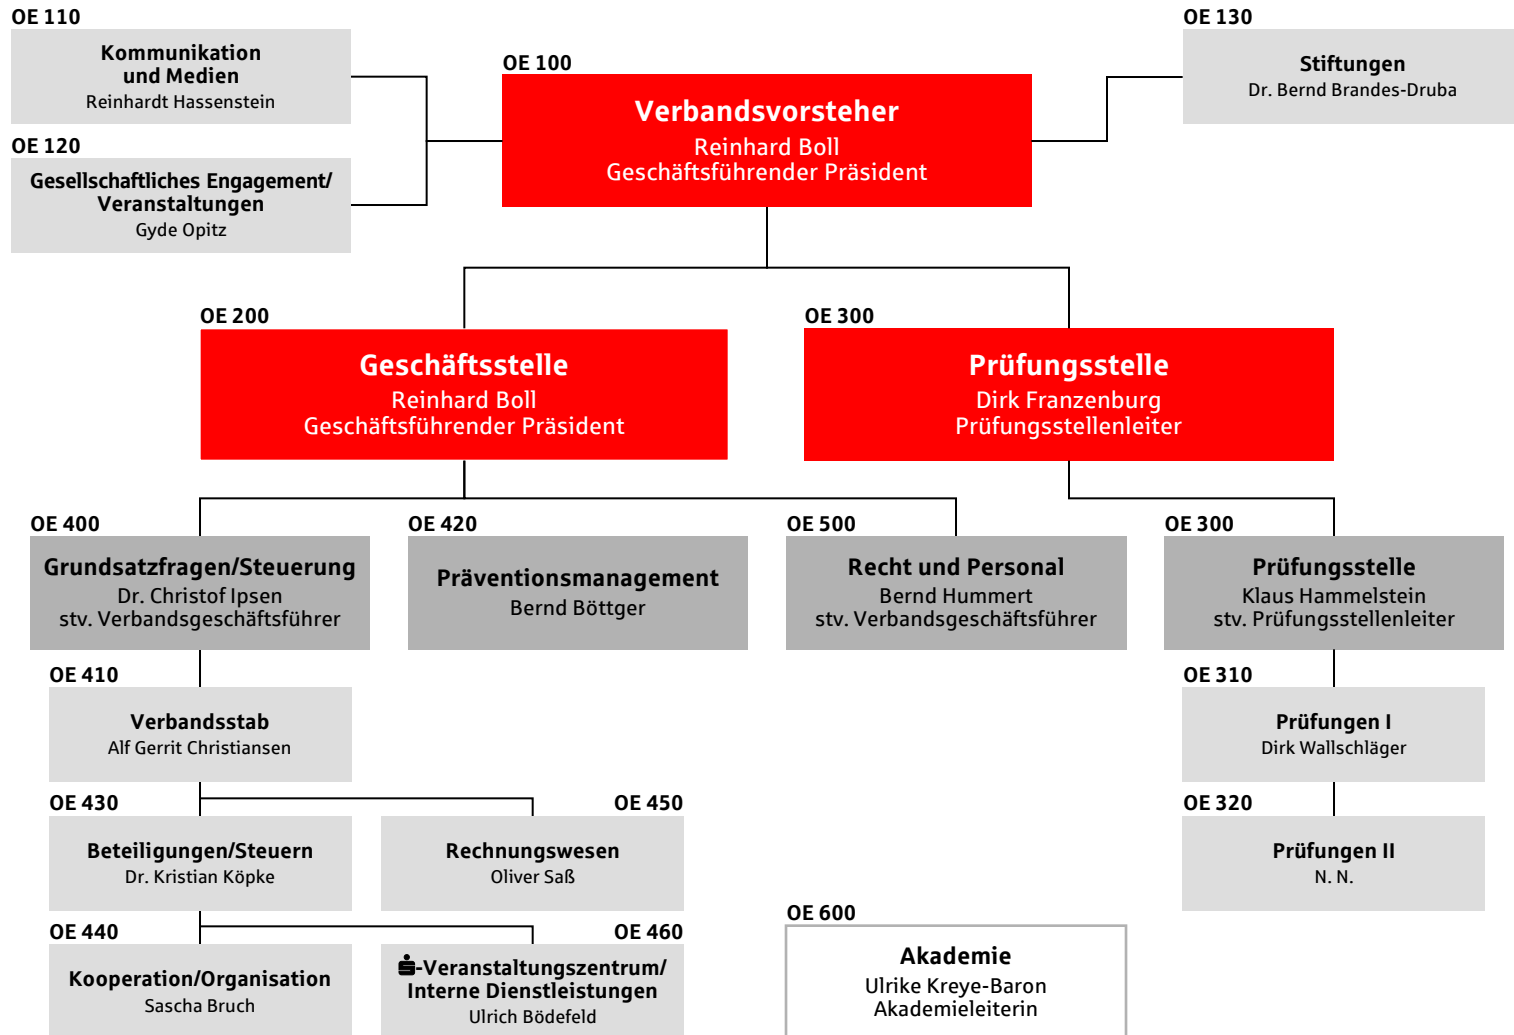 OE 110
Kommunikation
und Medien
Reinhardt Hassenstein
OE 120
Gesellschaftliches Engagement/
Veranstaltungen
Gyde Opitz
OE 100
Verbandsvorsteher
Reinhard Boll
Geschäftsführender Präsident
OE 130
Stiftungen
Dr. Bernd Brandes-Druba
OE 200
Geschäftsstelle
Reinhard Boll
Geschäftsführender Präsident
OE 300
Prüfungsstelle
Dirk Franzenburg
Prüfungsstellenleiter
OE 400
Grundsatzfragen/Steuerung
Dr. Christof Ipsen
stv. Verbandsgeschäftsführer
OE 420
Präventionsmanagement
Bernd Böttger
OE 500
Recht und Personal
Bernd Hummert
stv. Verbandsgeschäftsführer
OE 300
Prüfungsstelle
Klaus Hammelstein
stv. Prüfungsstellenleiter
OE 410
Verbandsstab
Alf Gerrit Christiansen
OE 310
Prüfungen I
Dirk Wallschläger
OE 430
Beteiligungen/Steuern
Dr. Kristian Köpke
OE 450
Rechnungswesen
Oliver Saß
OE 320
Prüfungen II
N. N.
OE 440
Kooperation/Organisation
Sascha Bruch
OE 460
S-Veranstaltungszentrum/
Interne Dienstleistungen
Ulrich Bödefeld
OE 600
Akademie
Ulrike Kreye-Baron
Akademieleiterin